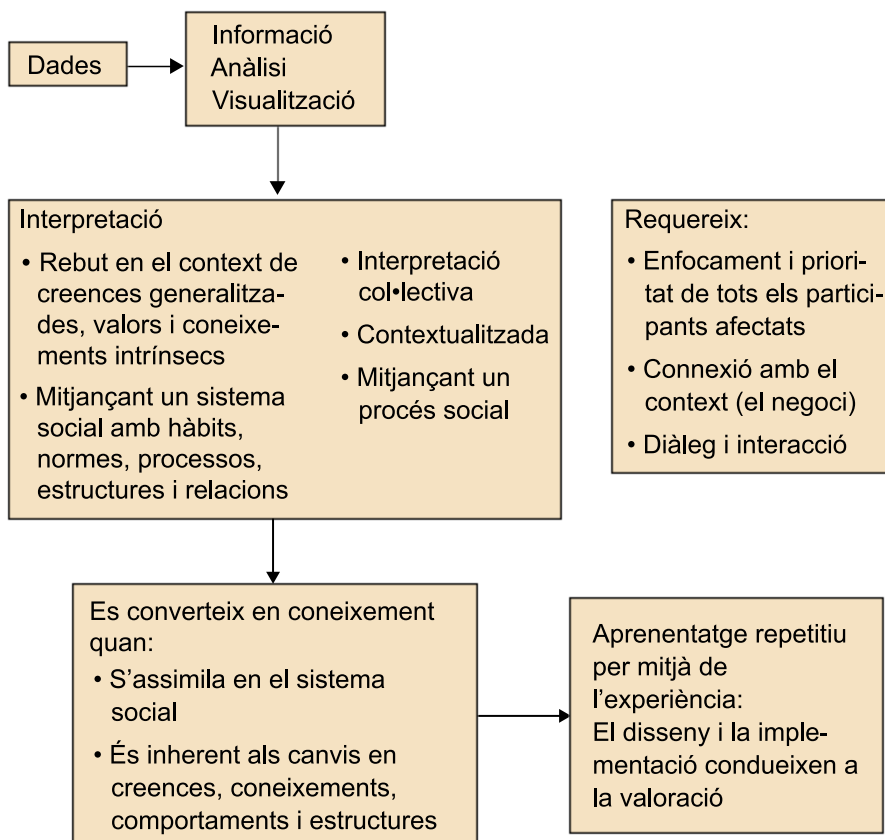 Dades
Informació
Anàlisi
Visualització
Interpretació
• Rebut en el context de
creences generalitza-
des, valors i coneixe-
ments intrínsecs
• Mitjançant un sistema
social amb hàbits,
normes, processos,
estructures i relacions
• Interpretació
col•lectiva
• Contextualitzada
• Mitjançant un
procés social
Requereix:
• Enfocament i priori-
tat de tots els partici-
pants afectats
• Connexió amb el
context (el negoci)
• Diàleg i interacció
Es converteix en coneixement
quan:
• S’assimila en el sistema
social
• És inherent als canvis en
creences, coneixements,
comportaments i estructures
Aprenentatge repetitiu
per mitjà de
l’experiència:
El disseny i la imple-
mentació condueixen a
la valoració